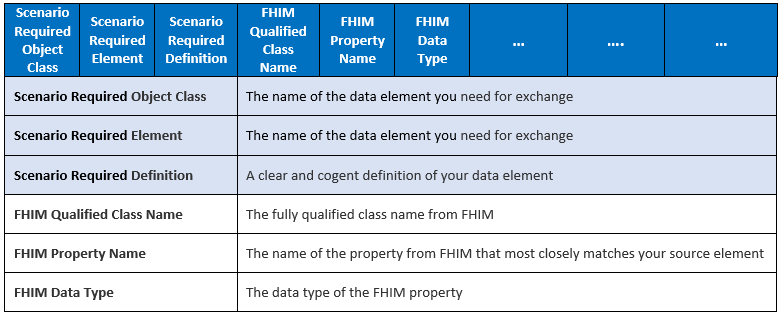 Scenario Required Object Class
Scenario Required Element
Scenario Required Definition
FHIM Qualified Class Name
FHIM Property Name
FHIM Data Type
...
....
...
Scenario Required Object Class
The name of the data element you need for exchange
Scenario Required Element
The name of the data element you need for exchange
Scenario Required Definition
A clear and cogent definition of your data element
FHIM Qualified Class Name
The fully qualified class name from FHIM
FHIM Property Name
The name of the property from FHIM that most closely matches your source element
FHIM Data Type
The data type of the FHIM property